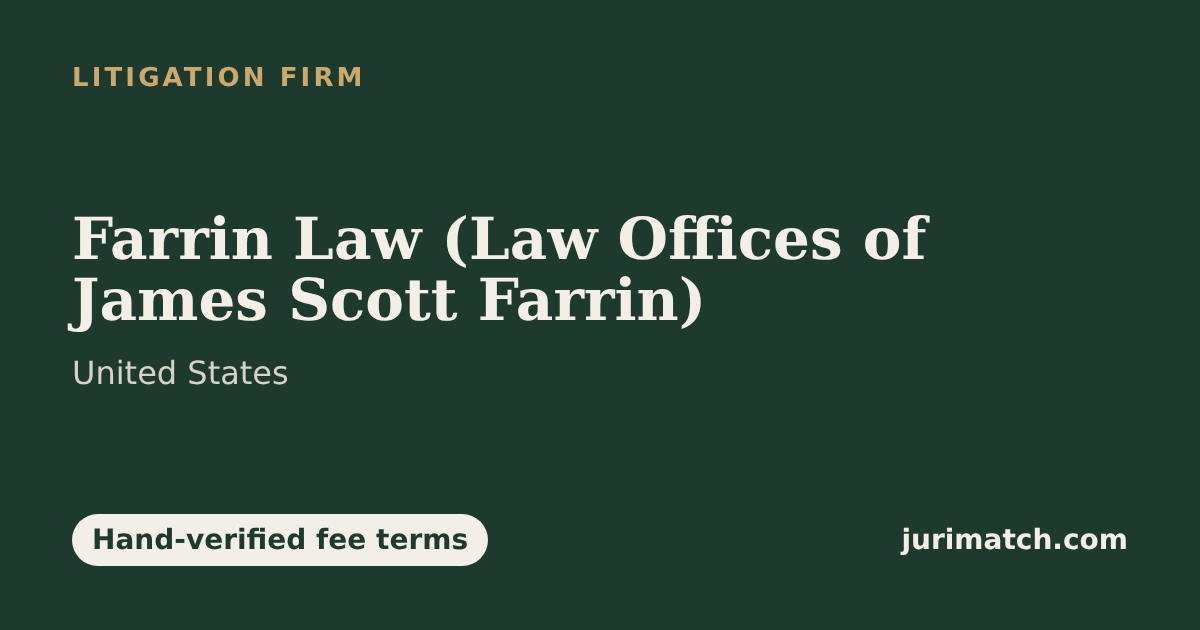 LITIGATION FIRM
Farrin Law (Law Offices of
James Scott Farrin)
United States
Hand-verified fee terms
jurimatch.com